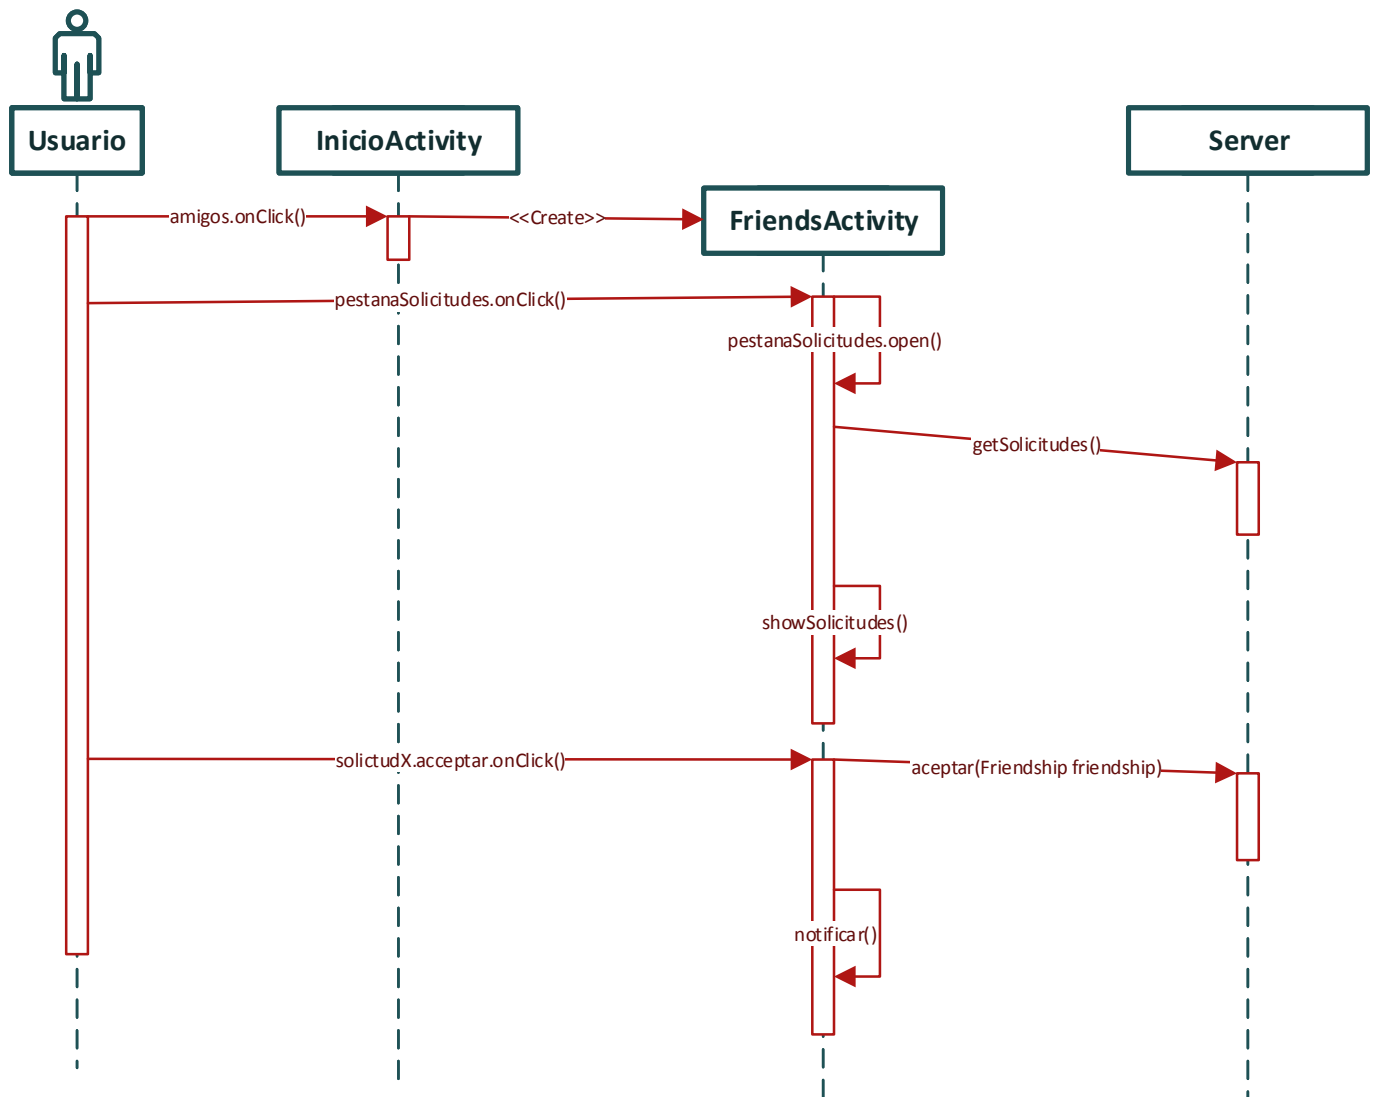 Usuario
InicioActivity
Server
amigos.onClick()
<<Create>>
FriendsActivity
pestanaSolicitudes.onClick()
pestanaSolicitudes.open()
getSolicitudes()
showSolicitudes()
solictudX.acceptar.onClick()
aceptar(Friendship friendship)
notificar()